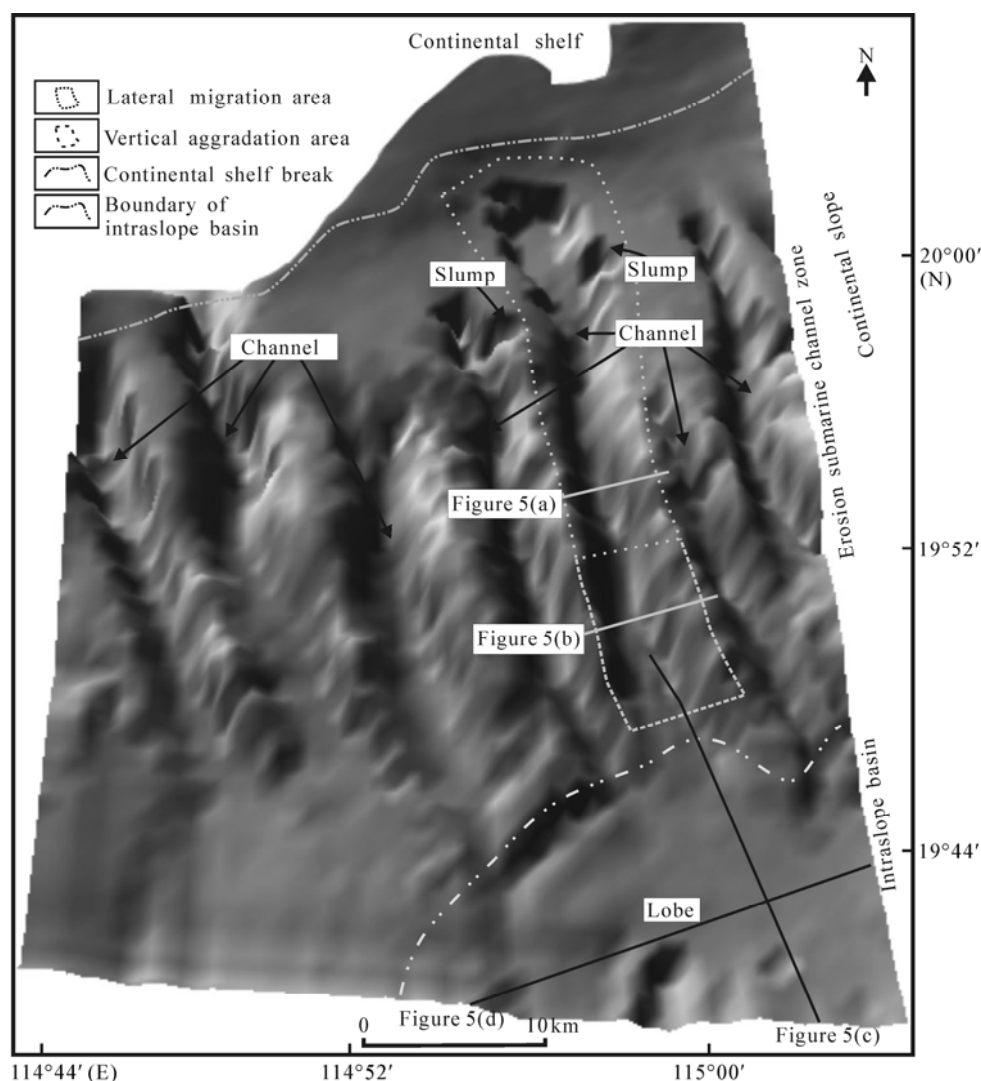 Continental shelf
N
Lateral migration area
Vertical aggradation area
Continental shelf break
Boundary of
intraslope basin
Slump
Slump
Channel
Channel
20°00′
(N)
Continental slope
Erosion submarine channel zone
Figure 5(a)
19°52′
Figure 5(b)
Intraslope basin
19°44′
Lobe
0 10km
Figure 5(d)
Figure 5(c)
114°44′ (E) 114°52′ 115°00′